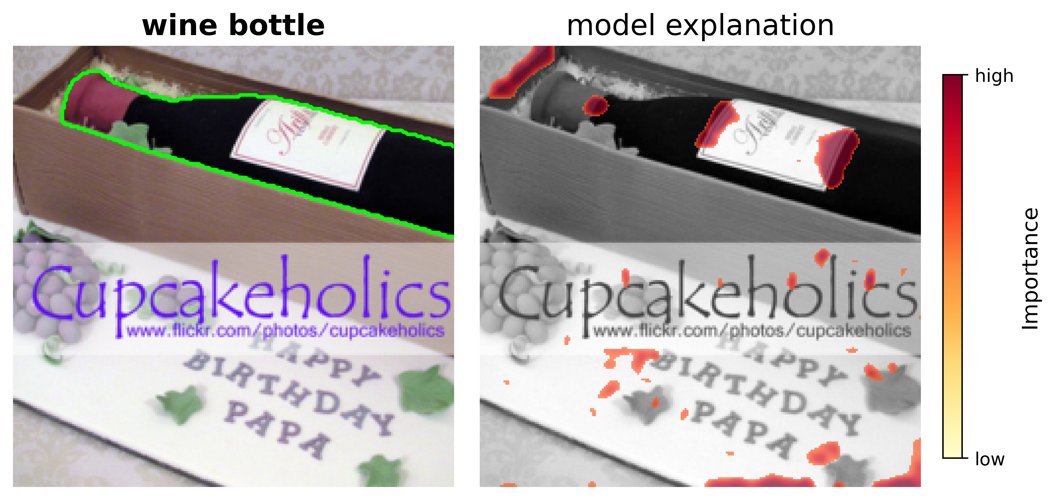 wine bottle
model explanation
Cupcakeholics
www.flickr.com/photos/cupcakeholics
HAPPY
BIRTHDAY
PAPA
Cupcakeholics
www.flickr.com/photos/cupcakeholics
HAPPY
BIRTHDAY
PAPA
high
Importance
low